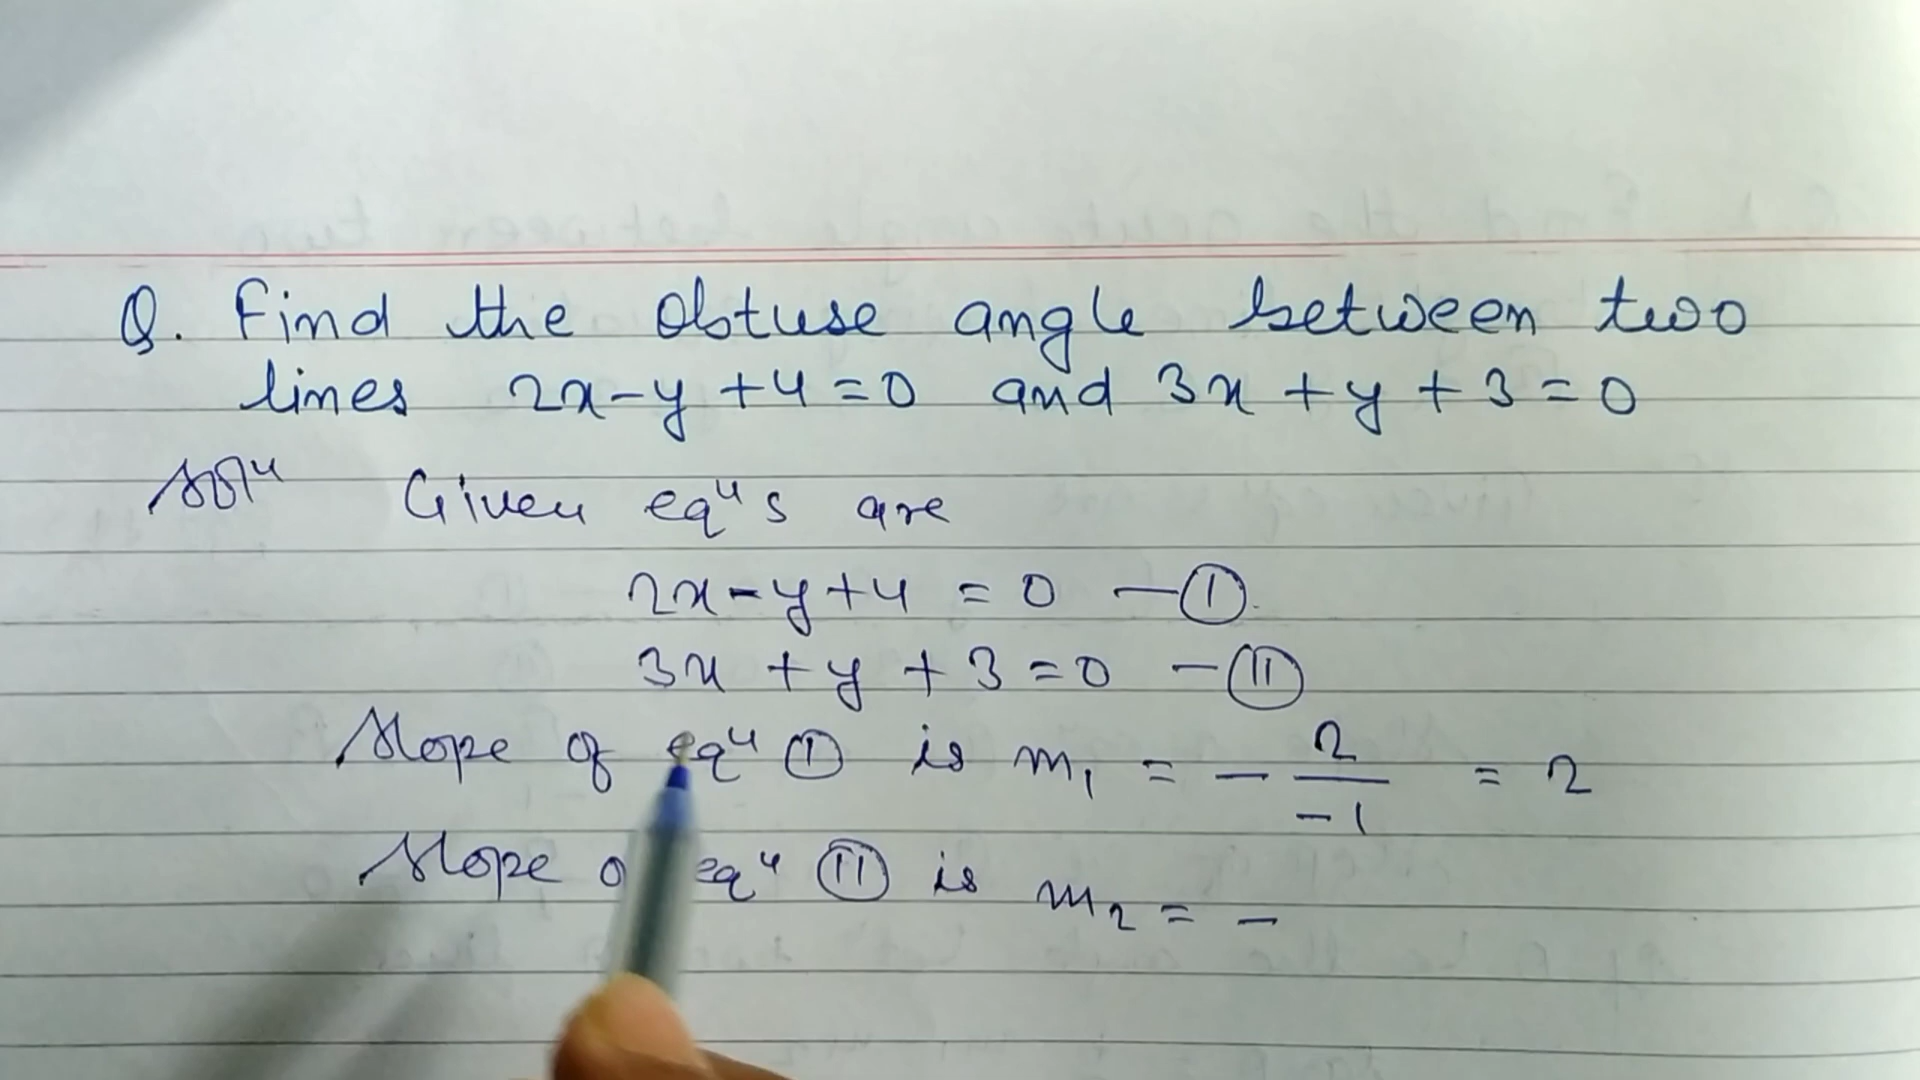 Q. Find the obtuse angle between two
lines 2x-y+4=0 and 3x+y+3=0
Solⁿ Given eqⁿs are
2x-y+4=0 —Ⓘ
3x+y+3=0 -(II)
Slope of eqⁿ Ⓘ is m₁ = - 2/-1 = 2
Slope of eqⁿ (II) is m₂ = -